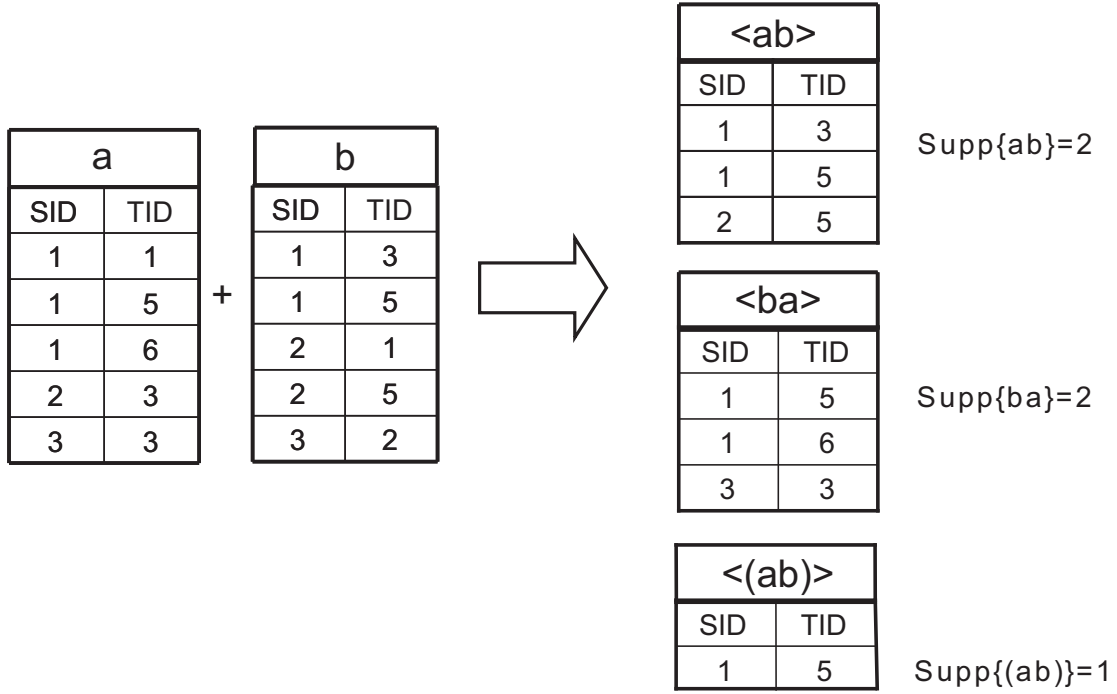 a
SID TID
1 1
1 5
1 6
2 3
3 3
+
b
SID TID
1 3
1 5
2 1
2 5
3 2
<ab>
SID TID
1 3
1 5
2 5
Supp{ab}=2
<ba>
SID TID
1 5
1 6
3 3
Supp{ba}=2
<(ab)>
SID TID
1 5
Supp{(ab)}=1